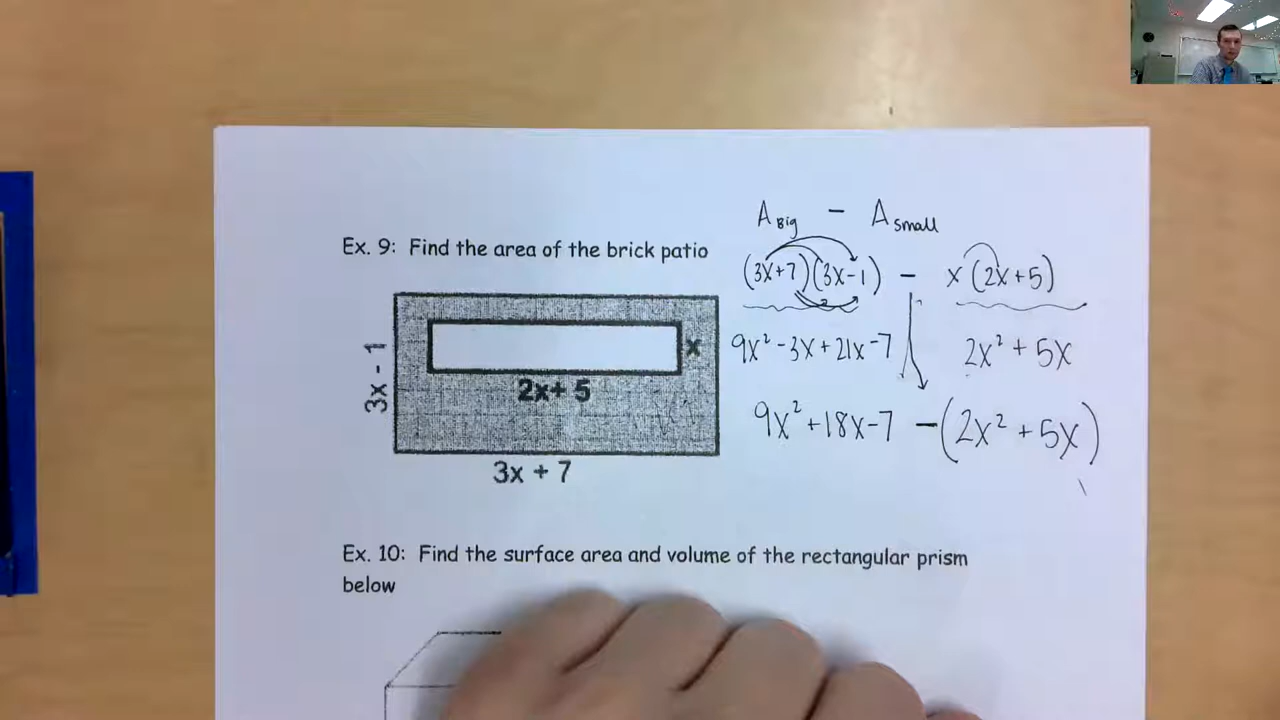 A Big - A small
Ex. 9: Find the area of the brick patio
(3x+7)(3x-1) - x(2x+5)
3x - 1
x
2x+ 5
3x + 7
9x² -3x+21x-7
2x² + 5x
9x² +18x-7 -(2x² + 5x)
Ex. 10: Find the surface area and volume of the rectangular prism
below